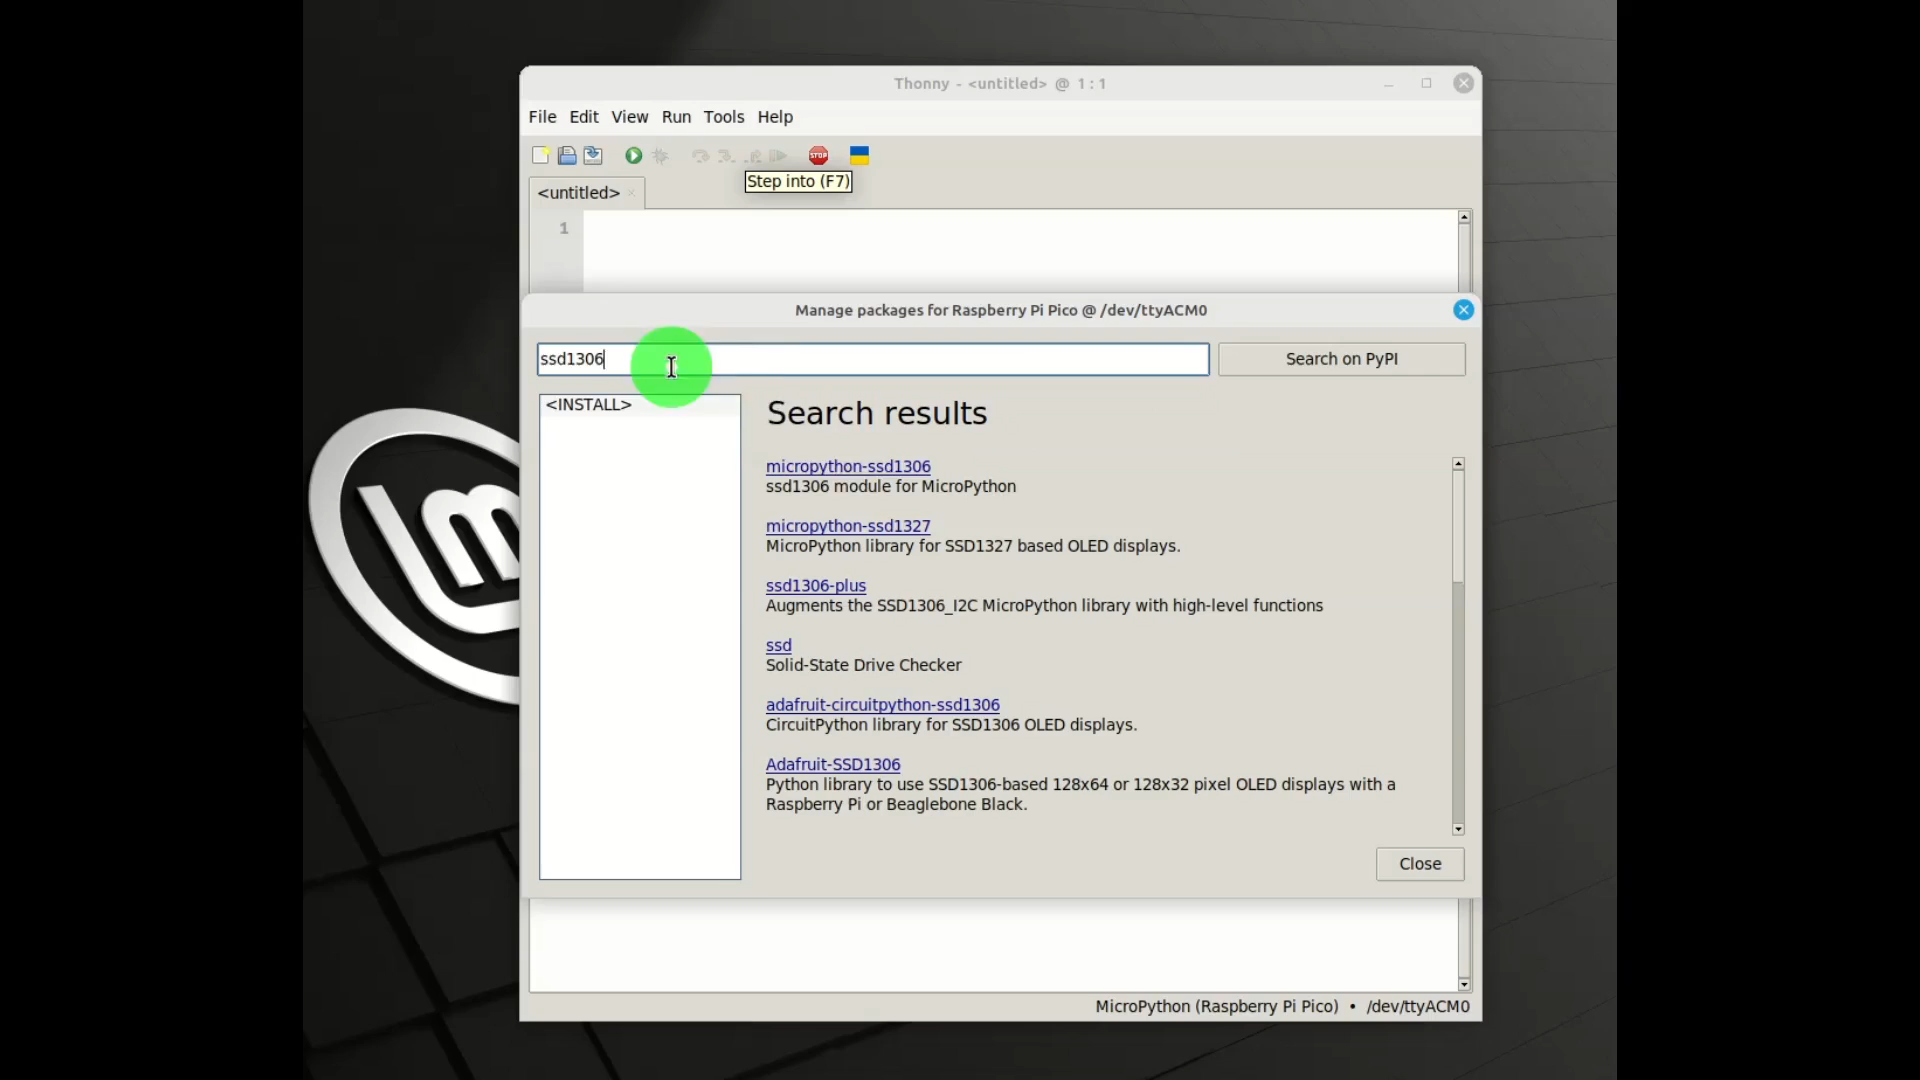 Thonny - <untitled> @ 1:1
File Edit View Run Tools Help
STOP
Step into (F7)
<untitled>
1
Manage packages for Raspberry Pi Pico @ /dev/ttyACM0
ssd1306
Search on PyPI
<INSTALL>
Search results
micropython-ssd1306
ssd1306 module for MicroPython
micropython-ssd1327
MicroPython library for SSD1327 based OLED displays.
ssd1306-plus
Augments the SSD1306_I2C MicroPython library with high-level functions
ssd
Solid-State Drive Checker
adafruit-circuitpython-ssd1306
CircuitPython library for SSD1306 OLED displays.
Adafruit-SSD1306
Python library to use SSD1306-based 128x64 or 128x32 pixel OLED displays with a
Raspberry Pi or Beaglebone Black.
Close
MicroPython (Raspberry Pi Pico) • /dev/ttyACM0